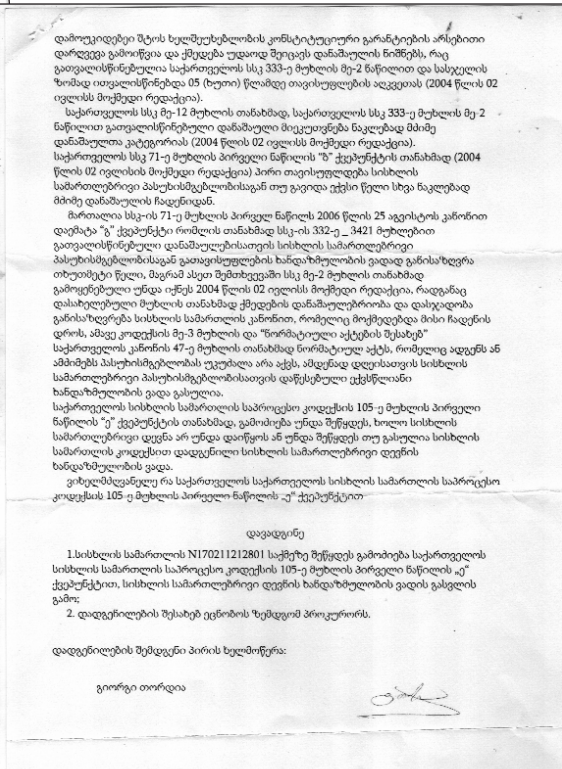 დამოუკიდებელი შტოს ხელშეუხებლობის კონსტიტუციური გარანტიების არსებითი
დარღვევა გამოიწვია და ქმედება უდაოდ შეიცავს დანაშაულის ნიშნებს, რაც
გათვალისწინებულია საქართველოს სსკ 333-ე მუხლის მე-2 ნაწილით და სასჯელის
ზომად ითვალისწინებდა 05 (ხუთი) წლამდე თავისუფლების აღკვეთას (2004 წლის 02
ივლისს მოქმედი რედაქცია).
საქართველოს სსკ მე-12 მუხლის თანახმად, საქართველოს სსკ 333-ე მუხლის მე-2
ნაწილით გათვალისწინებული დანაშაული მიეკუთვნება ნაკლებად მძიმე
დანაშაულთა კატეგორიას (2004 წლის 02 ივლისს მოქმედი რედაქცია).
საქართველოს სსკ 71-ე მუხლის პირველი ნაწილის "ბ" ქვეპუნქტის თანახმად (2004
წლის 02 ივლისის მოქმედი რედაქცია) პირი თავისუფლდება სისხლის
სამართლებრივი პასუხისმგებლობისაგან თუ გავიდა ექვსი წელი სხვა ნაკლებად
მძიმე დანაშაულის ჩადენიდან.
მართალია სსკ-ის 71-ე მუხლის პირველ ნაწილს 2006 წლის 25 აგვისტოს კანონით
დაემატა "გ" ქვეპუნქტი რომლის თანახმად სსკ-ის 332-ე _ 3421 მუხლებით
გათვალისწინებული დანაშაულებისათვის სისხლის სამართლებრივი
პასუხისმგებლობისაგან გათავისუფლების ხანდაზმულობის ვადად განისაზღვრა
თხუთმეტი წელი, მაგრამ ასეთ შემთხვევაში სსკ მე-2 მუხლის თანახმად
გამოყენებული უნდა იქნეს 2004 წლის 02 ივლისს მოქმედი რედაქცია, რადგანაც
დასახელებული მუხლის თანახმად ქმედების დანაშაულებრიობა და დასჯადობა
განისაზღვრება სისხლის სამართლის კანონით, რომელიც მოქმედებდა მისი ჩადენის
დროს, ამავე კოდექსის მე-3 მუხლის და "ნორმატიული აქტების შესახებ"
საქართველოს კანონის 47-ე მუხლის თანახმად ნორმატიულ აქტს, რომელიც ადგენს ან
ამძიმებს პასუხისმგებლობას უკუძალა არა აქვს, ამდენად დღეისათვის სისხლის
სამართლებრივი პასუხისმგებლობისათვის დაწესებული ექვსწლიანი
ხანდაზმულობის ვადა გასულია.
საქართველოს სისხლის სამართლის საპროცესო კოდექსის 105-ე მუხლის პირველი
ნაწილის "ე" ქვეპუნქტის თანახმად, გამოძიება უნდა შეწყდეს, ხოლო სისხლის
სამართლებრივი დევნა არ უნდა დაიწყოს ან უნდა შეწყდეს თუ გასულია სისხლის
სამართლის კოდექსით დადგენილი სისხლის სამართლებრივი დევნის
ხანდაზმულობის ვადა.
ვიხელმძღვანელე რა საქართველოს საქართველოს სისხლის სამართლის საპროცესო
კოდექსის 105-ე მუხლის პირველი ნაწილის „ე" ქვეპუნქტით
დავადგინე
1.სისხლის სამართლის N170211212801 საქმეზე შეწყდეს გამოძიება საქართველოს
სისხლის სამართლის საპროცესო კოდექსის 105-ე მუხლის პირველი ნაწილის „ე"
ქვეპუნქტით, სისხლის სამართლებრივი დევნის ხანდაზმულობის ვადის გასვლის
გამო;
2. დადგენილების შესახებ ეცნობოს ზემდგომ პროკურორს.
დადგენილების შემდგენი პირის ხელმოწერა:
გიორგი თორდია